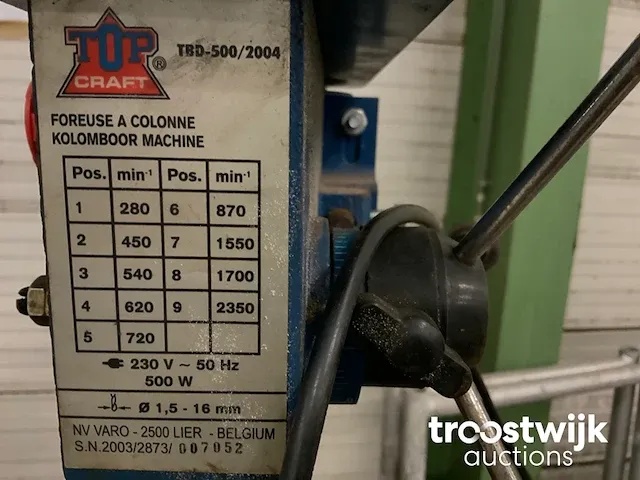 TOP
CRAFT
®
TBD-500/2004
FOREUSE A COLONNE
KOLOMBOOR MACHINE
Pos. min-¹ Pos. min-¹
1 280 6 870
2 450 7 1550
3 540 8 1700
4 620 9 2350
5 720
230 V ~ 50 Hz
500 W
Ø 1,5 - 16 mm
NV VARO - 2500 LIER - BELGIUM
S.N.2003/2873/ 007052
troostwijk
auctions